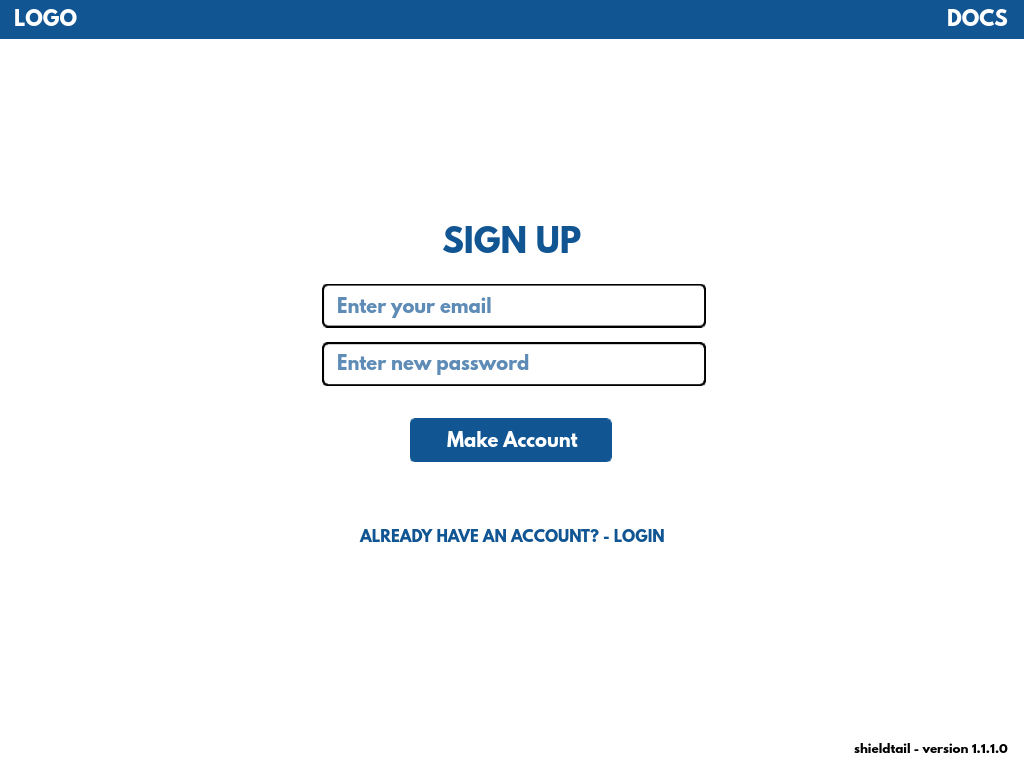 LOGO
DOCS
SIGN UP
Enter your email
Enter new password
Make Account
ALREADY HAVE AN ACCOUNT? - LOGIN
shieldtail - version 1.1.1.0